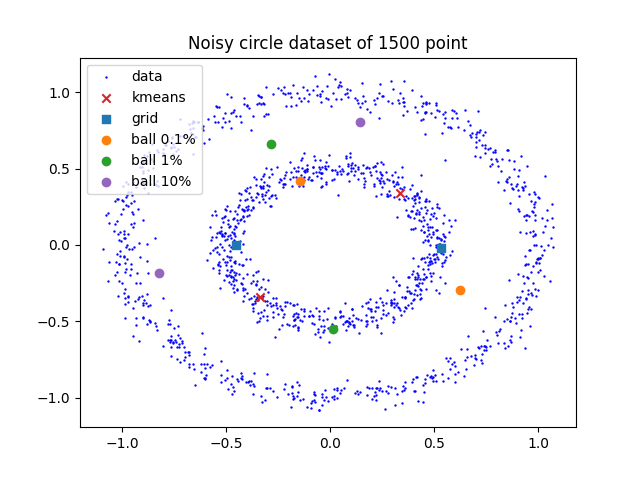 Noisy circle dataset of 1500 point
data
kmeans
grid
ball 0.1%
ball 1%
ball 10%
1.0
0.5
0.0
−0.5
−1.0
−1.0 −0.5 0.0 0.5 1.0